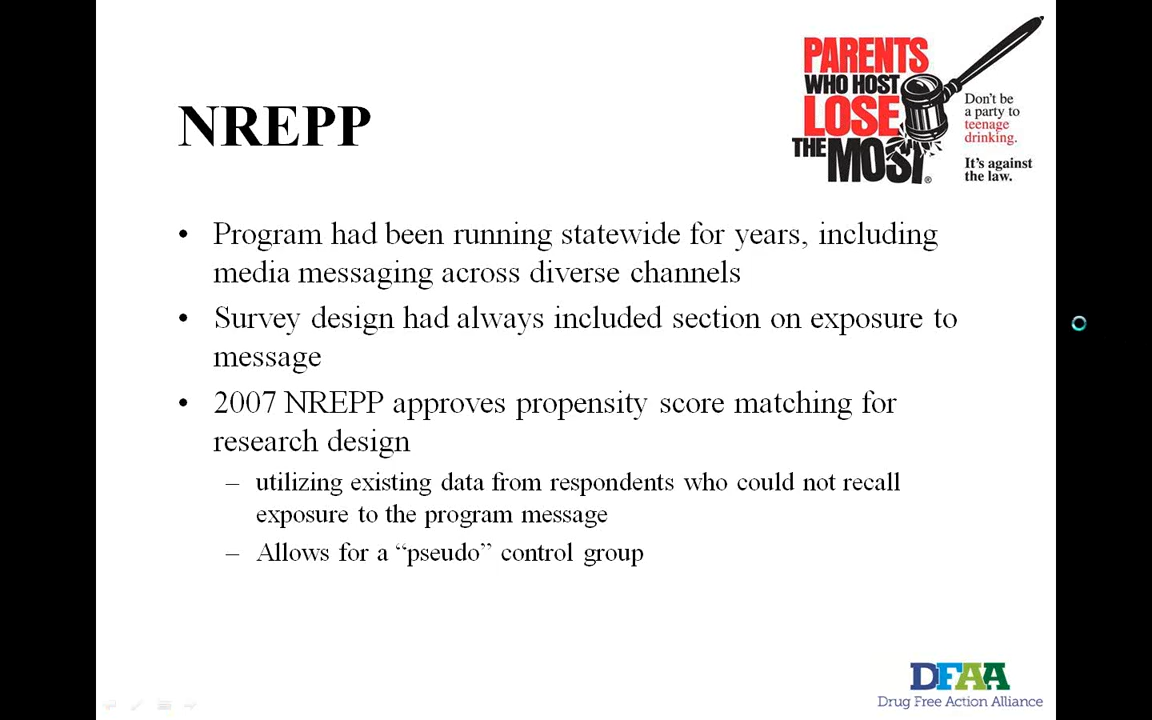 PARENTS
WHO HOST
LOSE
THE MOST®
Don't be
a party to
teenage
drinking.
It's against
the law.
NREPP
• Program had been running statewide for years, including
media messaging across diverse channels
• Survey design had always included section on exposure to
message
• 2007 NREPP approves propensity score matching for
research design
– utilizing existing data from respondents who could not recall
exposure to the program message
– Allows for a “pseudo” control group
DFAA
Drug Free Action Alliance